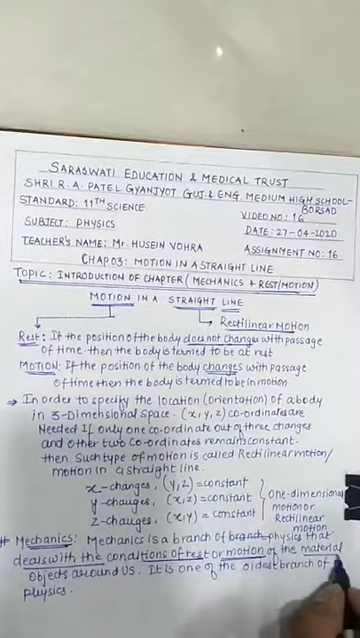 SARASWATI EDUCATION & MEDICAL TRUST
SHRI R.A. PATEL GYANJYOT GUJ & ENG MEDIUM HIGH SCHOOL-
BORSAD
STANDARD: 11TH SCIENCE
VIDEO NO: 16
SUBJECT: PHYSICS
DATE: 27-04-2020
TEACHER'S NAME: Mr. HUSEIN VOHRA
ASSIGNMENT NO: 16
CHAP 03: MOTION IN A STRAIGHT LINE
TOPIC: INTRODUCTION OF CHAPTER (MECHANICS + REST/MOTION)
MOTION IN A STRAIGHT LINE
Rectilinear MOTION
Rest: If the position of the body does not changes with passage
of time then the body is termed to be at rest
MOTION: If the position of the body changes with passage
of time then the body is termed to be in motion
⇒ In order to specify the location (orientation) of a body
in 3-Dimensional space. (x, y, z) co-ordinates are
Needed If only one co-ordinate out of three changes
and other two co-ordinates remains constant.
then such type of motion is called Rectilinear motion/
motion in a straight line.
x-changes, (y, z) = constant
y-changes, (x, z) = constant
z-changes, (x, y) = constant
One-dimensional
motion or
Rectilinear
motion
# Mechanics: Mechanics is a branch of branch physics that
deals with the conditions of rest or motion of the material
Objects around us. It is one of the oldest branch of
physics.